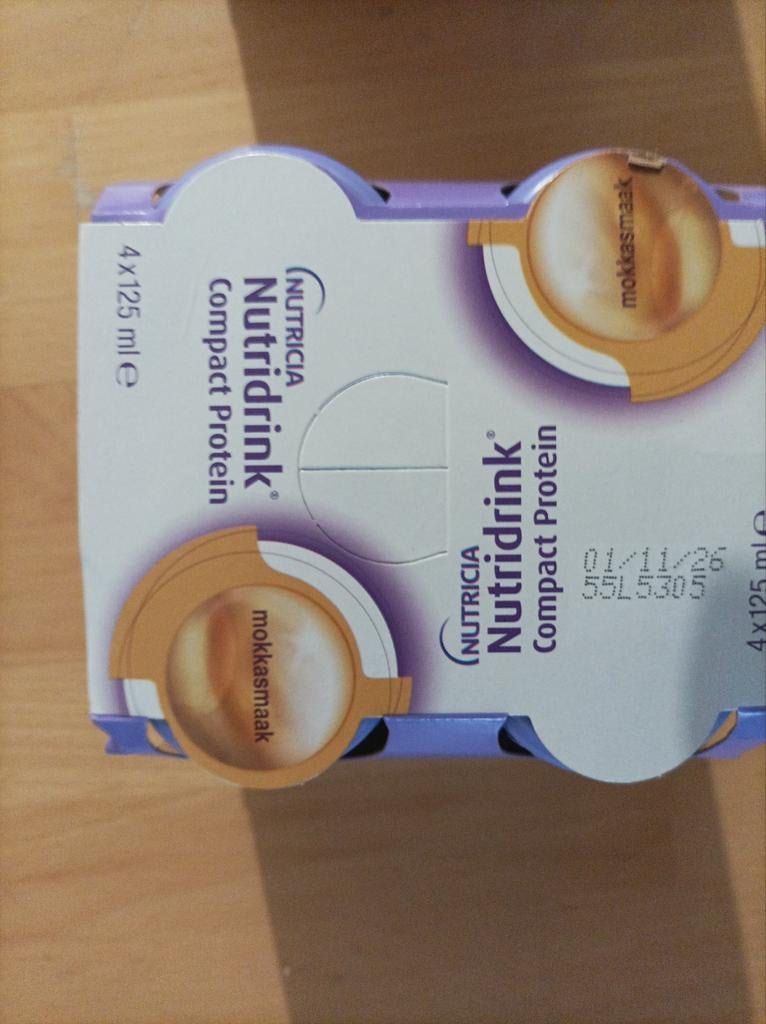 4 x 125 ml ℮
NUTRICIA
Nutridrink®
Compact Protein
mokkasmaak
mokkasmaak
NUTRICIA
Nutridrink®
Compact Protein
01/11/26
55L5305
4 x 125 ml ℮